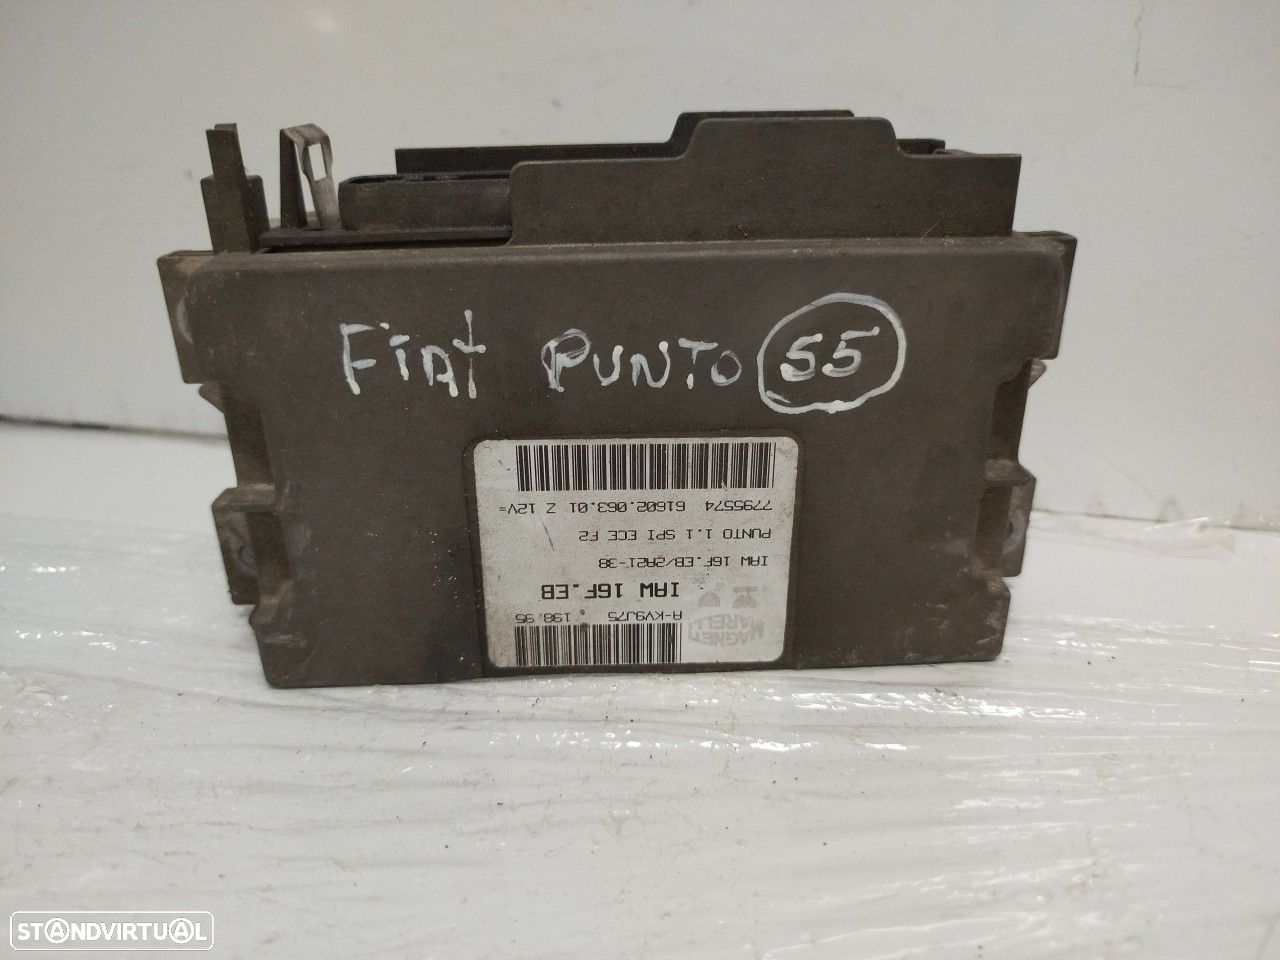 Fiat PUNTO 55
MAGNETI
MARELLI
A-KV9J75 198.95
IAW 16F.EB
IAW 16F.EB/2A2I-38
PUNTO 1.1 SPI ECE F2
7795574 61602.063.01 Z 12V=
STANDVIRTUAL